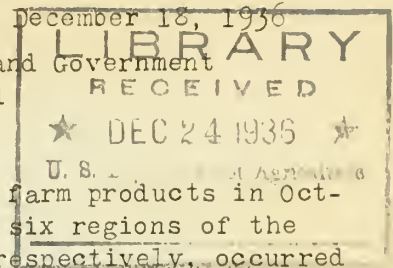 December 18, 1936
LIBRARY
and Government
RECEIVED
★ DEC 24 1936 ★
U. S. Agriculture
farm products in Oct-
six regions of the
respectively, occurred